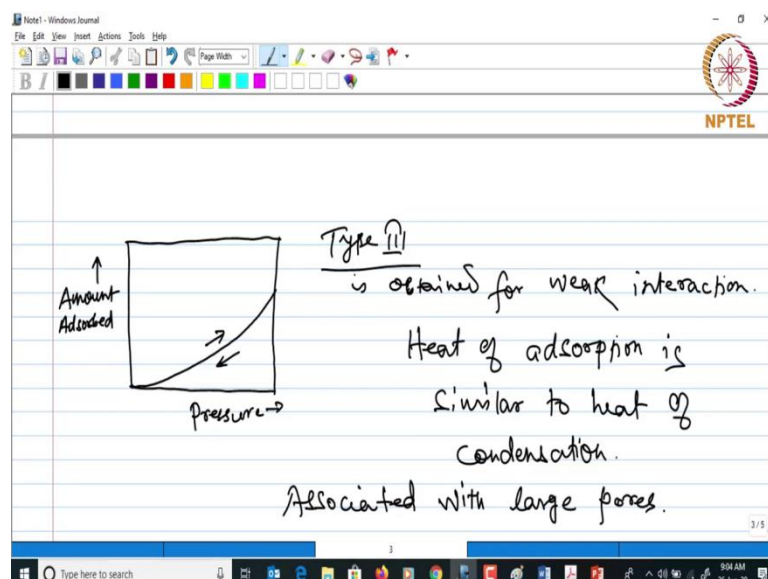 Note1 - Windows Journal
File Edit View Insert Actions Tools Help
Page Width
B I
NPTEL
Type III
is obtained for weak interaction.
Heat of adsorption is
similar to heat of
condensation.
Associated with large pores.
Amount
Adsorbed
Pressure
3/5
3
Type here to search
9:04 AM